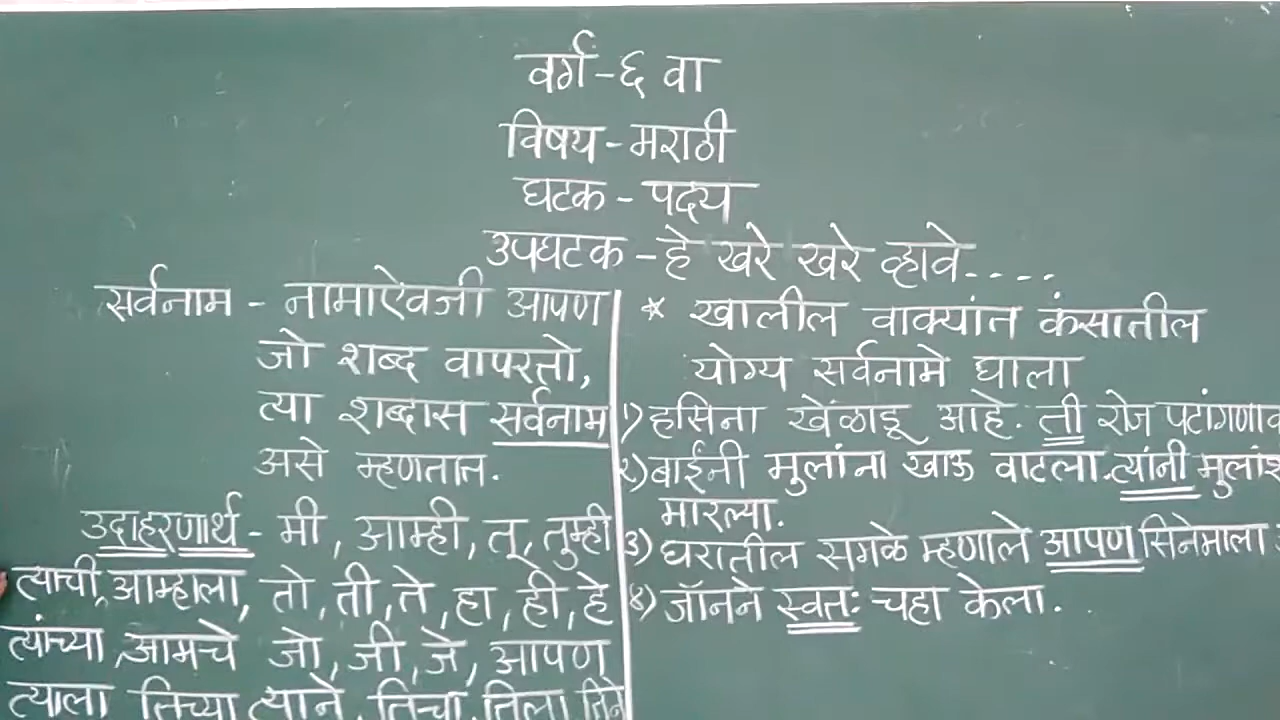 वर्ग - ६ वा
विषय - मराठी
घटक - पद्य
उपघटक - हे खरे खरे व्हावे....
सर्वनाम - नामाऐवजी आपण
जो शब्द वापरतो,
त्या शब्दास सर्वनाम
असे म्हणतात.
उदाहरणार्थ - मी, आम्ही, तू, तुम्ही
त्याची, आम्हाला, तो, ती, ते, हा, ही, हे
त्यांच्या, आमचे जो, जी, जे, आपण
त्याला तिच्या त्याने, तिचा, तिला
* खालील वाक्यांत कंसातील
योग्य सर्वनामे घाला
१) हसिना खेळाडू आहे. ती रोज
२) बाईंनी मुलांना खाऊ वाटला. त्यांनी
मारल्या.
३) घरातील सगळे म्हणाले आपण सिनेमाला
४) जॉनने स्वतः चहा केला.